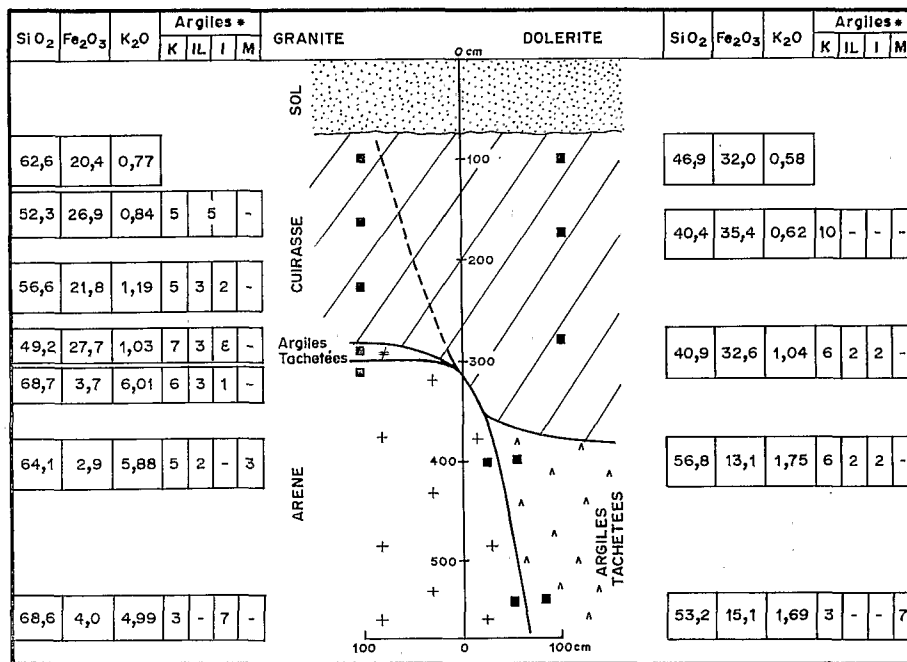 SiO2 Fe2O3 K2O Argiles * GRANITE DOLERITE SiO2 Fe2O3 K2O Argiles *
K IL I M K IL I M
0 cm
SOL
62,6 20,4 0,77 -100 46,9 32,0 0,58
52,3 26,9 0,84 5 5 - 40,4 35,4 0,62 10 - - -
CUIRASSE
-200
56,6 21,8 1,19 5 3 2 -
49,2 27,7 1,03 7 3 - Argiles Tachetées 40,9 32,6 1,04 6 2 2 -
-300
68,7 3,7 6,01 6 3 1 -
64,1 2,9 5,88 5 2 - 3 -400 56,8 13,1 1,75 6 2 2 -
ARENE
-500
ARGILES
TACHETEES
68,6 4,0 4,99 3 - 7 - 53,2 15,1 1,69 3 - - 7
100 0 100cm